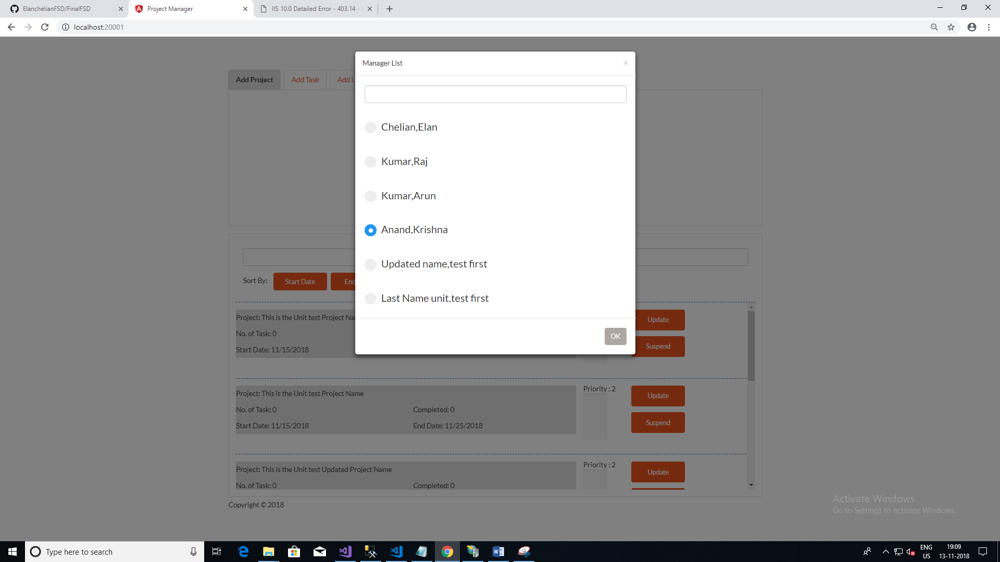 ElanchelianFSD/FinalFSD
Project Manager
IIS 10.0 Detailed Error - 403.14 -
localhost:20001
Manager List
×
Add Project
Add Task
Add U
Chelian,Elan
Kumar,Raj
Kumar,Arun
Anand,Krishna
Updated name,test first
Last Name unit,test first
OK
Sort By:
Start Date
End
Project: This is the Unit test Project Na
No. of Task: 0
Start Date: 11/15/2018
Update
Suspend
Project: This is the Unit test Project Name
No. of Task: 0
Completed: 0
Start Date: 11/15/2018
End Date: 11/25/2018
Priority : 2
Update
Suspend
Project: This is the Unit test Updated Project Name
No. of Task: 0
Completed: 0
Priority : 2
Update
Copyright © 2018
Activate Windows
Go to Settings to activate Windows.
Type here to search
ENG
US
19:09
13-11-2018